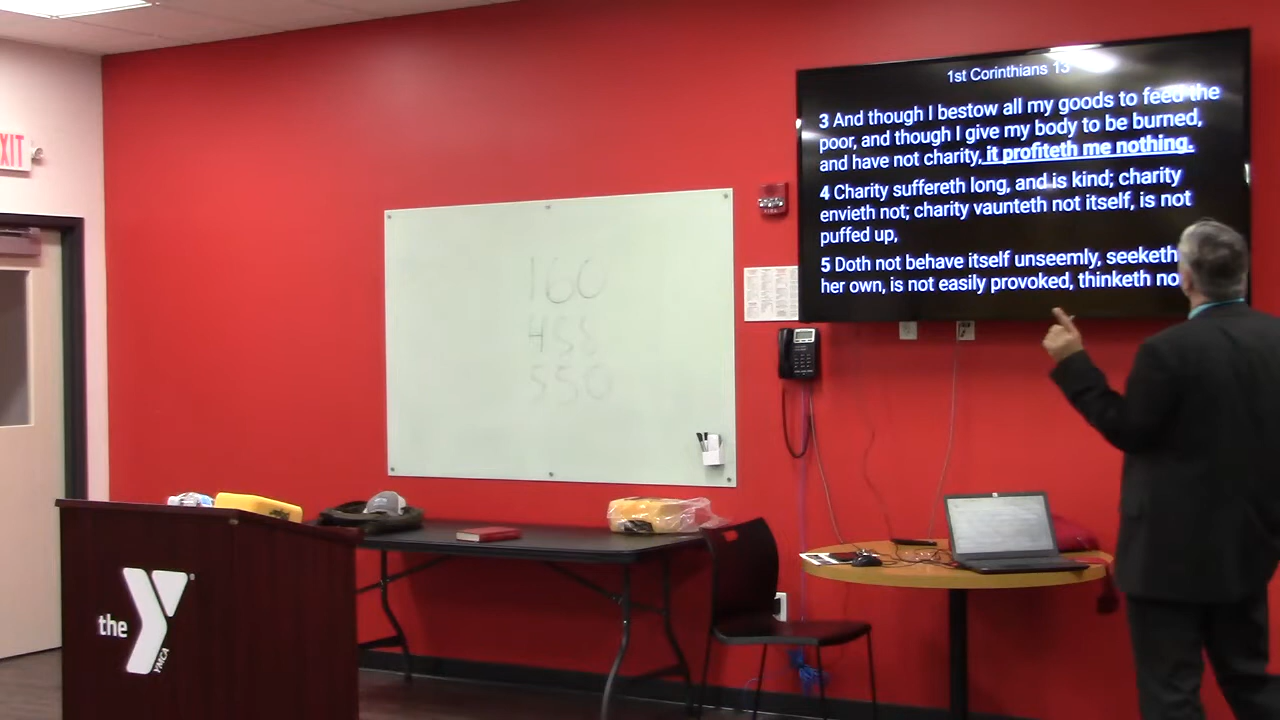 EXIT
1st Corinthians 13
3 And though I bestow all my goods to feed the
poor, and though I give my body to be burned,
and have not charity, it profiteth me nothing.
4 Charity suffereth long, and is kind; charity
envieth not; charity vaunteth not itself, is not
puffed up,
5 Doth not behave itself unseemly, seeketh
her own, is not easily provoked, thinketh no
160
458
550
the
YMCA